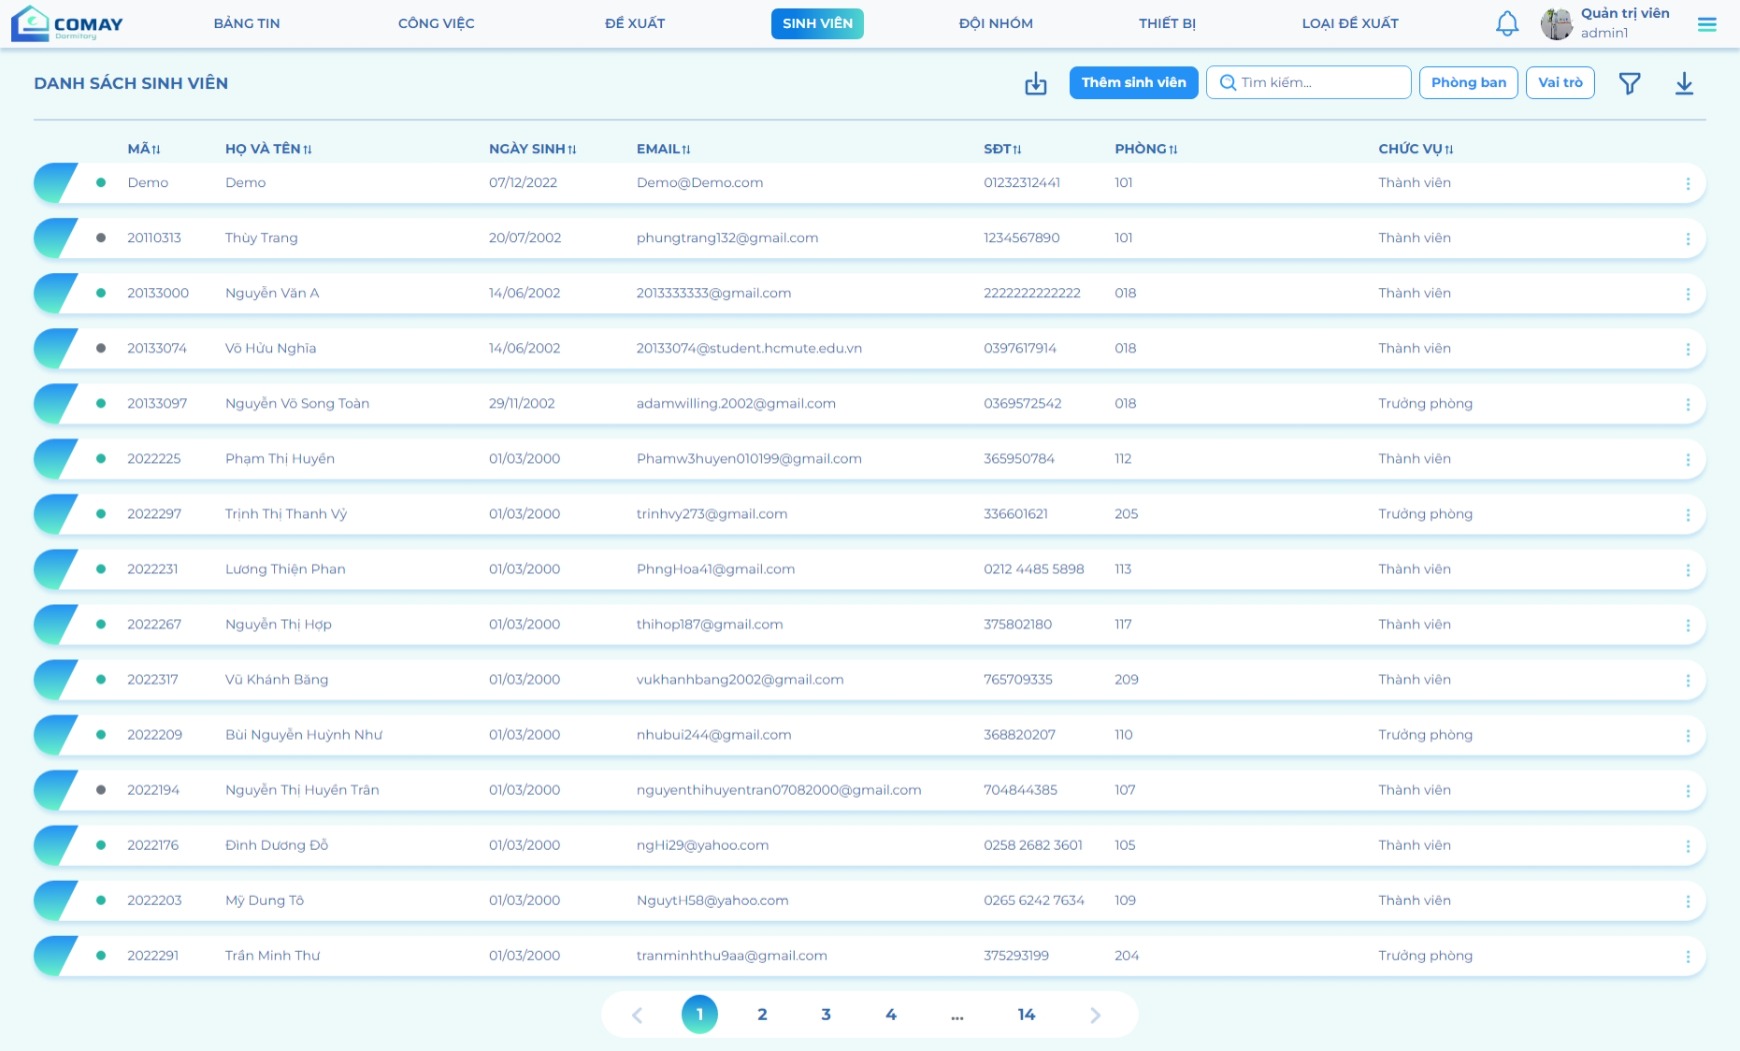 COMAY
Dormitory
BẢNG TIN CÔNG VIỆC ĐỀ XUẤT SINH VIÊN ĐỘI NHÓM THIẾT BỊ LOẠI ĐỀ XUẤT
Quản trị viên
admin1
DANH SÁCH SINH VIÊN Thêm sinh viên Tìm kiếm... Phòng ban Vai trò
MÃ HỌ VÀ TÊN NGÀY SINH EMAIL SĐT PHÒNG CHỨC VỤ
Demo Demo 07/12/2022 Demo@Demo.com 01232312441 101 Thành viên
20110313 Thùy Trang 20/07/2002 phungtrang132@gmail.com 1234567890 101 Thành viên
20133000 Nguyễn Văn A 14/06/2002 2013333333@gmail.com 2222222222222 018 Thành viên
20133074 Võ Hửu Nghĩa 14/06/2002 20133074@student.hcmute.edu.vn 0397617914 018 Thành viên
20133097 Nguyễn Võ Song Toàn 29/11/2002 adamwilling.2002@gmail.com 0369572542 018 Trưởng phòng
2022225 Phạm Thị Huyền 01/03/2000 Phamw3huyen010199@gmail.com 365950784 112 Thành viên
2022297 Trịnh Thị Thanh Vỷ 01/03/2000 trinhvy273@gmail.com 336601621 205 Trưởng phòng
2022231 Lương Thiện Phan 01/03/2000 PhngHoa41@gmail.com 0212 4485 5898 113 Thành viên
2022267 Nguyễn Thị Hợp 01/03/2000 thihop187@gmail.com 375802180 117 Thành viên
2022317 Vũ Khánh Băng 01/03/2000 vukhanhbang2002@gmail.com 765709335 209 Thành viên
2022209 Bùi Nguyễn Huỳnh Như 01/03/2000 nhubui244@gmail.com 368820207 110 Trưởng phòng
2022194 Nguyễn Thị Huyền Trân 01/03/2000 nguyenthihuyentran07082000@gmail.com 704844385 107 Thành viên
2022176 Đình Dương Đỗ 01/03/2000 ngHi29@yahoo.com 0258 2682 3601 105 Thành viên
2022203 Mỹ Dung Tô 01/03/2000 NguytH58@yahoo.com 0265 6242 7634 109 Thành viên
2022291 Trần Minh Thư 01/03/2000 tranminhthu9aa@gmail.com 375293199 204 Trưởng phòng
1 2 3 4 ... 14